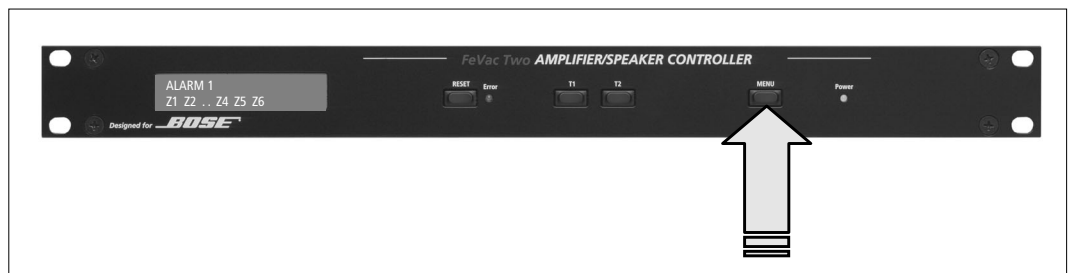 FeVac Two AMPLIFIER/SPEAKER CONTROLLER
ALARM 1
Z1 Z2 .. Z4 Z5 Z6
RESET Error T1 T2 MENU Power
Designed for BOSE